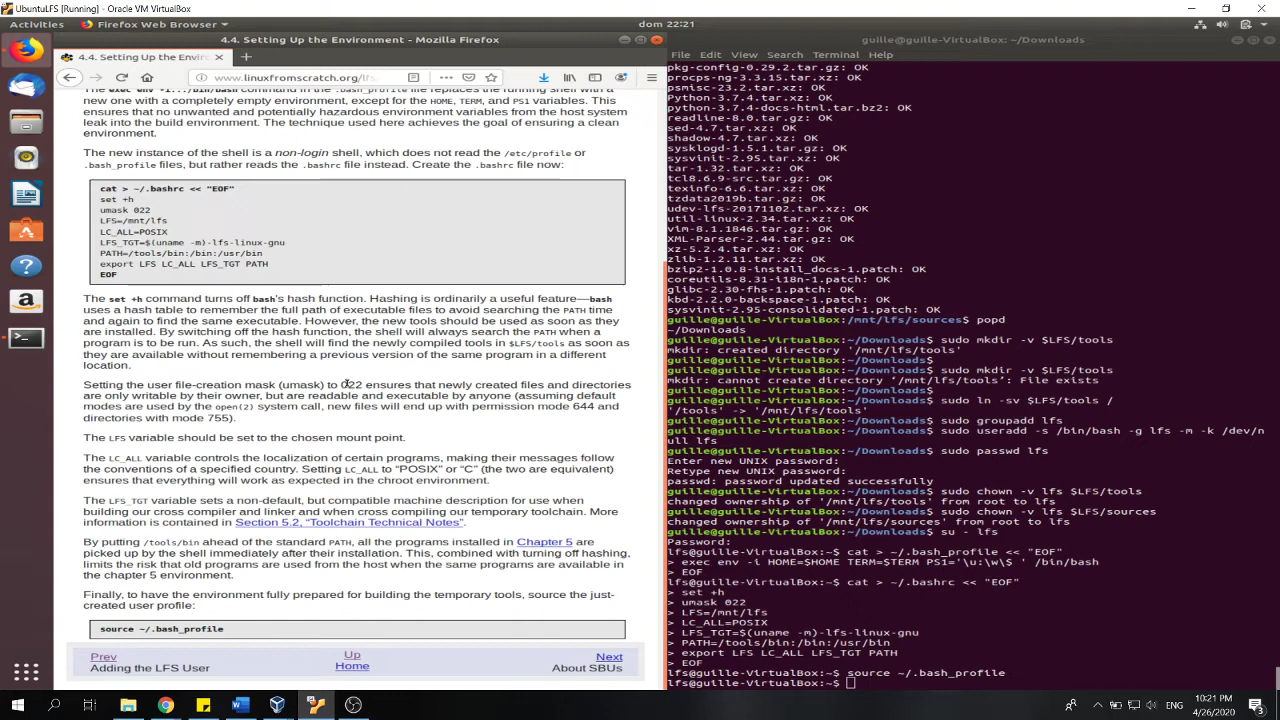 UbuntuLFS [Running] - Oracle VM VirtualBox
Activities
Firefox Web Browser
dom 22:21
4.4. Setting Up the Environment - Mozilla Firefox
4.4. Setting Up the Enviro
www.linuxfromscratch.org/lfs
new one with a completely empty environment, except for the HOME, TERM, and PS1 variables. This
ensures that no unwanted and potentially hazardous environment variables from the host system
leak into the build environment. The technique used here achieves the goal of ensuring a clean
environment.
The new instance of the shell is a non-login shell, which does not read the /etc/profile or
.bash_profile files, but rather reads the .bashrc file instead. Create the .bashrc file now:
cat > ~/.bashrc << "EOF"
set +h
umask 022
LFS=/mnt/lfs
LC_ALL=POSIX
LFS_TGT=$(uname -m)-lfs-linux-gnu
PATH=/tools/bin:/bin:/usr/bin
export LFS LC_ALL LFS_TGT PATH
EOF
The set +h command turns off bash's hash function. Hashing is ordinarily a useful feature—bash
uses a hash table to remember the full path of executable files to avoid searching the PATH time
and again to find the same executable. However, the new tools should be used as soon as they
are installed. By switching off the hash function, the shell will always search the PATH when a
program is to be run. As such, the shell will find the newly compiled tools in $LFS/tools as soon as
they are available without remembering a previous version of the same program in a different
location.
Setting the user file-creation mask (umask) to 022 ensures that newly created files and directories
are only writable by their owner, but are readable and executable by anyone (assuming default
modes are used by the open(2) system call, new files will end up with permission mode 644 and
directories with mode 755).
The LFS variable should be set to the chosen mount point.
The LC_ALL variable controls the localization of certain programs, making their messages follow
the conventions of a specified country. Setting LC_ALL to “POSIX” or “C” (the two are equivalent)
ensures that everything will work as expected in the chroot environment.
The LFS_TGT variable sets a non-default, but compatible machine description for use when
building our cross compiler and linker and when cross compiling our temporary toolchain. More
information is contained in Section 5.2, “Toolchain Technical Notes”.
By putting /tools/bin ahead of the standard PATH, all the programs installed in Chapter 5 are
picked up by the shell immediately after their installation. This, combined with turning off hashing,
limits the risk that old programs are used from the host when the same programs are available in
the chapter 5 environment.
Finally, to have the environment fully prepared for building the temporary tools, source the just-
created user profile:
source ~/.bash_profile
Prev Up Next
Adding the LFS User Home About SBUs
guille@guille-VirtualBox: ~/Downloads
File Edit View Search Terminal Help
pkg-config-0.29.2.tar.gz: OK
procps-ng-3.3.15.tar.xz: OK
psmisc-23.2.tar.xz: OK
Python-3.7.4.tar.xz: OK
python-3.7.4-docs-html.tar.bz2: OK
readline-8.0.tar.gz: OK
sed-4.7.tar.xz: OK
shadow-4.7.tar.xz: OK
sysklogd-1.5.1.tar.gz: OK
sysvinit-2.95.tar.xz: OK
tar-1.32.tar.xz: OK
tcl8.6.9-src.tar.gz: OK
texinfo-6.6.tar.xz: OK
tzdata2019b.tar.gz: OK
udev-lfs-20171102.tar.xz: OK
util-linux-2.34.tar.xz: OK
vim-8.1.1846.tar.gz: OK
XML-Parser-2.44.tar.gz: OK
xz-5.2.4.tar.xz: OK
zlib-1.2.11.tar.xz: OK
bzip2-1.0.8-install_docs-1.patch: OK
coreutils-8.31-i18n-1.patch: OK
glibc-2.30-fhs-1.patch: OK
kbd-2.2.0-backspace-1.patch: OK
sysvinit-2.95-consolidated-1.patch: OK
guille@guille-VirtualBox:/mnt/lfs/sources$ popd
~/Downloads
guille@guille-VirtualBox:~/Downloads$ sudo mkdir -v $LFS/tools
mkdir: created directory '/mnt/lfs/tools'
guille@guille-VirtualBox:~/Downloads$ sudo mkdir -v $LFS/tools
mkdir: cannot create directory ‘/mnt/lfs/tools’: File exists
guille@guille-VirtualBox:~/Downloads$ sudo ln -sv $LFS/tools /
'/tools' -> '/mnt/lfs/tools'
guille@guille-VirtualBox:~/Downloads$ sudo groupadd lfs
guille@guille-VirtualBox:~/Downloads$ sudo useradd -s /bin/bash -g lfs -m -k /dev/n
ull lfs
guille@guille-VirtualBox:~/Downloads$ sudo passwd lfs
Enter new UNIX password:
Retype new UNIX password:
passwd: password updated successfully
guille@guille-VirtualBox:~/Downloads$ sudo chown -v lfs $LFS/tools
changed ownership of '/mnt/lfs/tools' from root to lfs
guille@guille-VirtualBox:~/Downloads$ sudo chown -v lfs $LFS/sources
changed ownership of '/mnt/lfs/sources' from root to lfs
guille@guille-VirtualBox:~/Downloads$ su - lfs
Password:
lfs@guille-VirtualBox:~$ cat > ~/.bash_profile << "EOF"
> exec env -i HOME=$HOME TERM=$TERM PS1='\u:\w\$ ' /bin/bash
> EOF
lfs@guille-VirtualBox:~$ cat > ~/.bashrc << "EOF"
> set +h
> umask 022
> LFS=/mnt/lfs
> LC_ALL=POSIX
> LFS_TGT=$(uname -m)-lfs-linux-gnu
> PATH=/tools/bin:/bin:/usr/bin
> export LFS LC_ALL LFS_TGT PATH
> EOF
lfs@guille-VirtualBox:~$ source ~/.bash_profile
lfs@guille-VirtualBox:~$
10:21 PM
4/26/2020